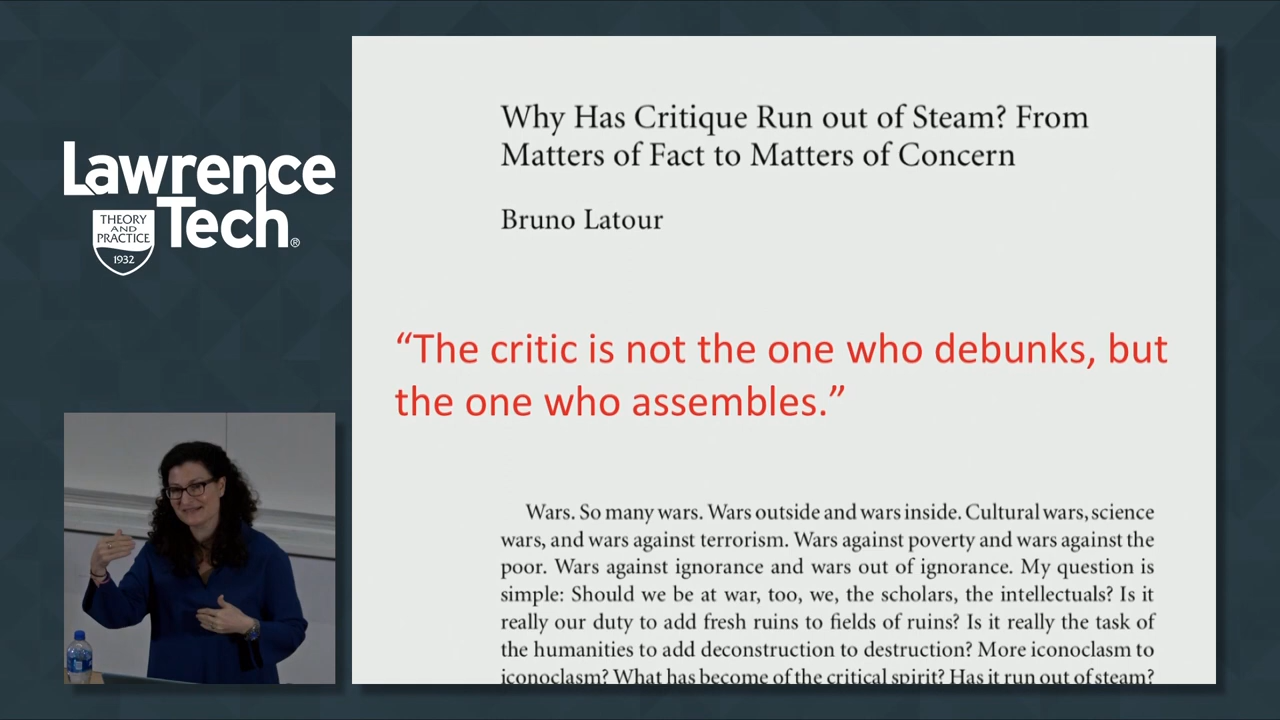 Lawrence
Tech®
THEORY
AND
PRACTICE
1932
Why Has Critique Run out of Steam? From
Matters of Fact to Matters of Concern
Bruno Latour
“The critic is not the one who debunks, but
the one who assembles.”
Wars. So many wars. Wars outside and wars inside. Cultural wars, science
wars, and wars against terrorism. Wars against poverty and wars against the
poor. Wars against ignorance and wars out of ignorance. My question is
simple: Should we be at war, too, we, the scholars, the intellectuals? Is it
really our duty to add fresh ruins to fields of ruins? Is it really the task of
the humanities to add deconstruction to destruction? More iconoclasm to
iconoclasm? What has become of the critical spirit? Has it run out of steam?